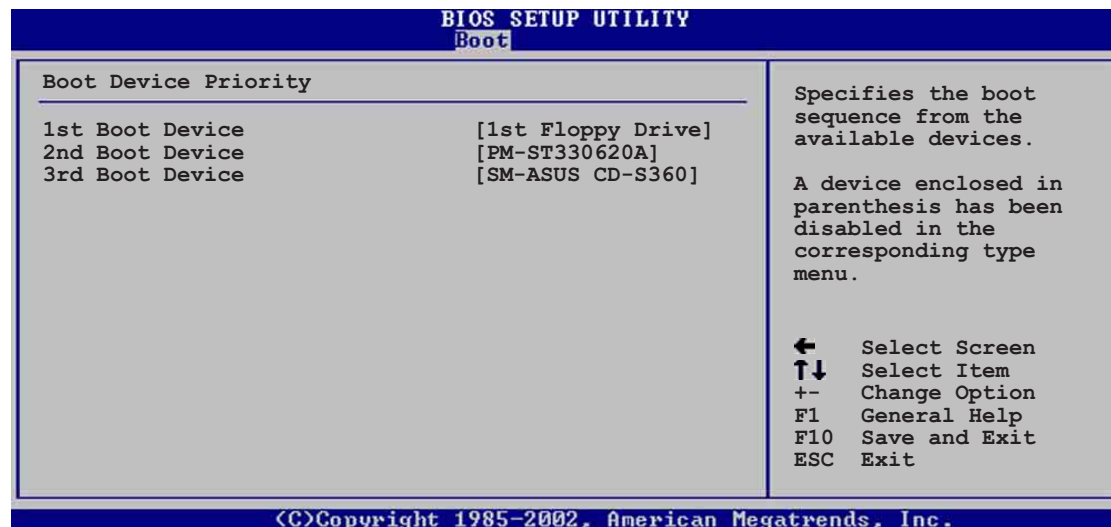 BIOS SETUP UTILITY
Boot
Boot Device Priority
1st Boot Device [1st Floppy Drive]
2nd Boot Device [PM-ST330620A]
3rd Boot Device [SM-ASUS CD-S360]
Specifies the boot
sequence from the
available devices.
A device enclosed in
parenthesis has been
disabled in the
corresponding type
menu.
← Select Screen
↑↓ Select Item
+- Change Option
F1 General Help
F10 Save and Exit
ESC Exit
(C)Copyright 1985-2002, American Megatrends, Inc.